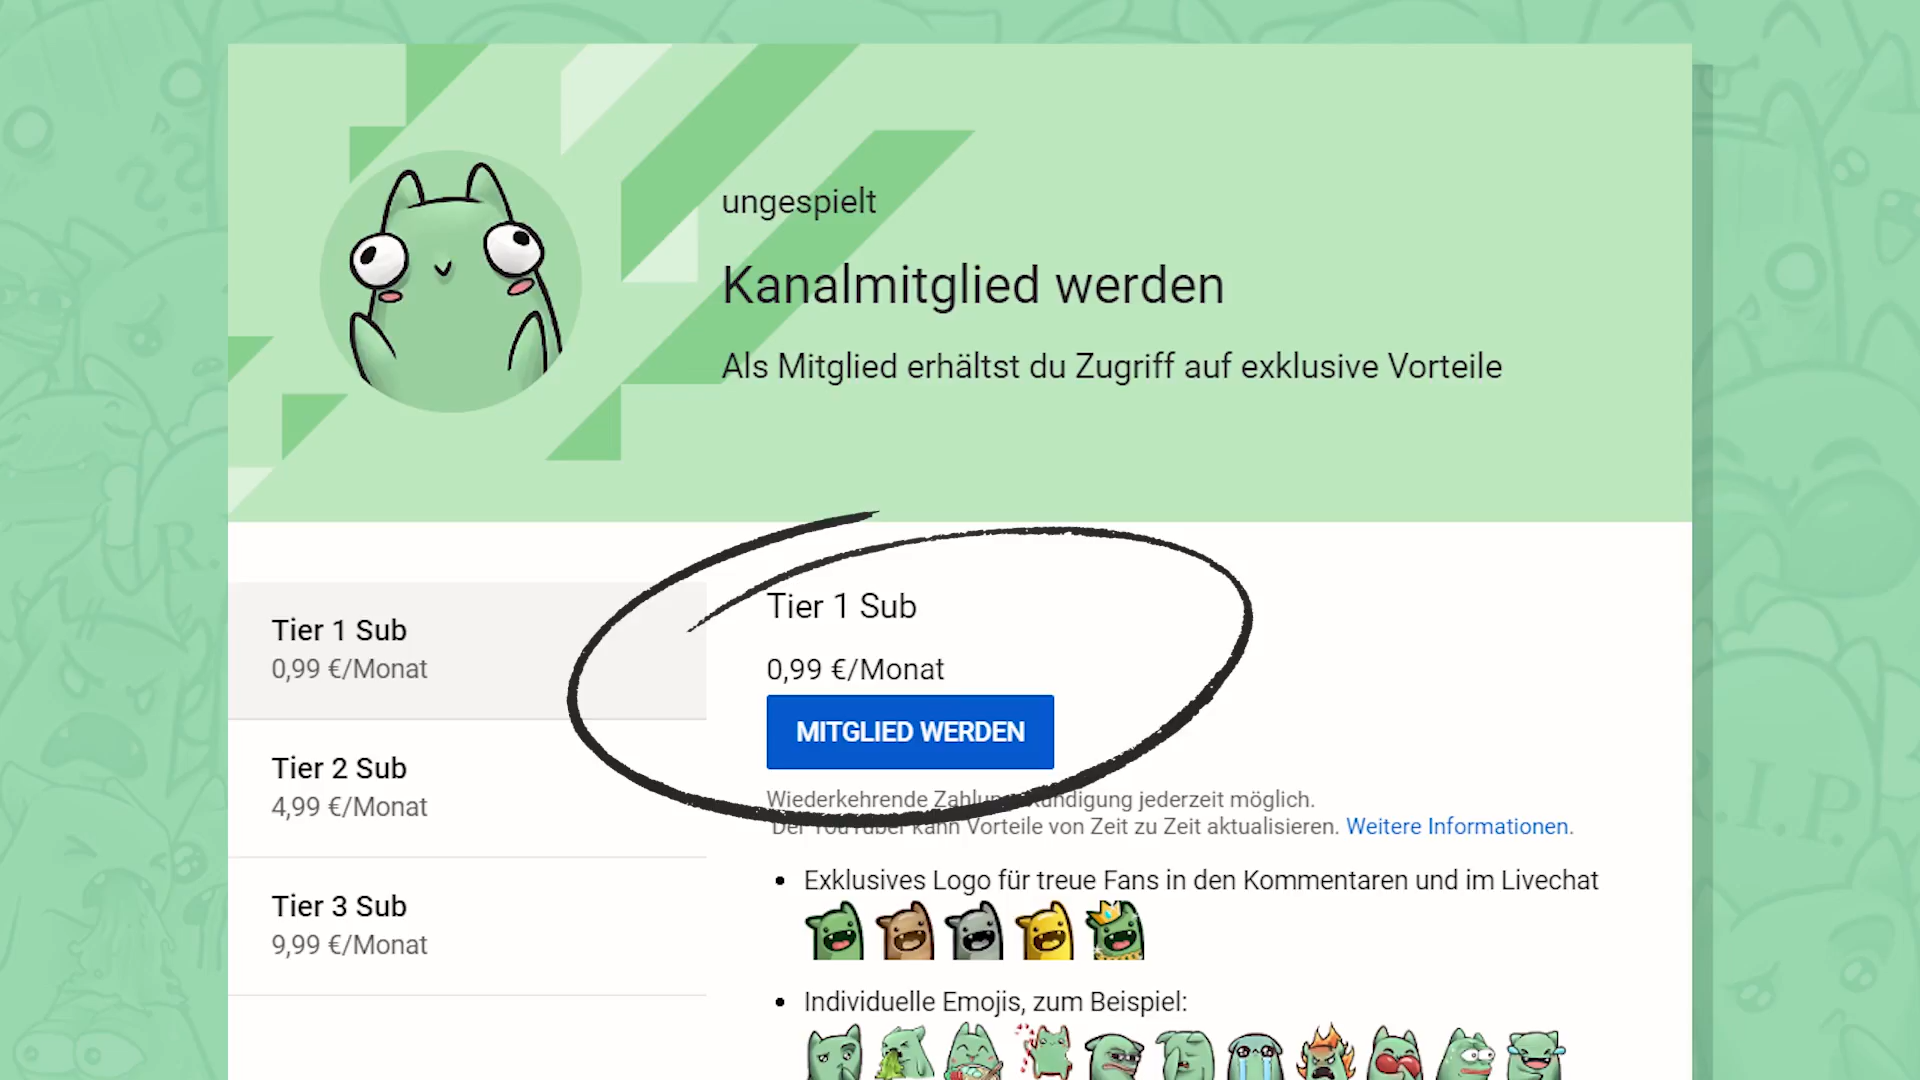 ungespielt
Kanalmitglied werden
Als Mitglied erhältst du Zugriff auf exklusive Vorteile
Tier 1 Sub
0,99 €/Monat
Tier 2 Sub
4,99 €/Monat
Tier 3 Sub
9,99 €/Monat
Tier 1 Sub
0,99 €/Monat
MITGLIED WERDEN
Wiederkehrende Zahlung. Kündigung jederzeit möglich.
Der YouTuber kann Vorteile von Zeit zu Zeit aktualisieren. Weitere Informationen.
• Exklusives Logo für treue Fans in den Kommentaren und im Livechat
• Individuelle Emojis, zum Beispiel:
R.
R.I.P.